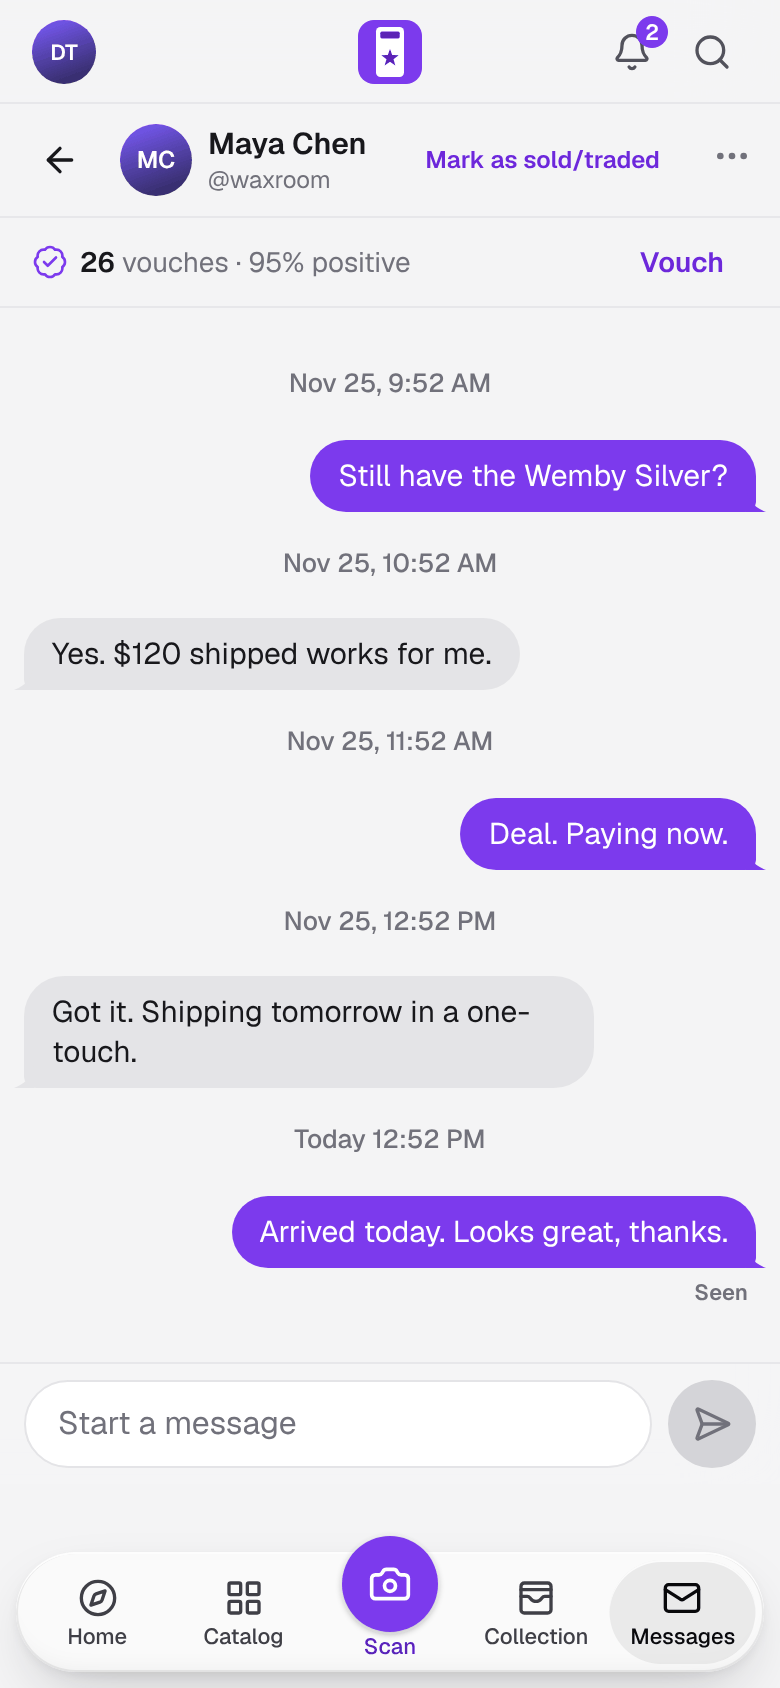 DT
2
MC
Maya Chen
@waxroom
Mark as sold/traded
26 vouches · 95% positive
Vouch
Nov 25, 9:52 AM
Still have the Wemby Silver?
Nov 25, 10:52 AM
Yes. $120 shipped works for me.
Nov 25, 11:52 AM
Deal. Paying now.
Nov 25, 12:52 PM
Got it. Shipping tomorrow in a one-
touch.
Today 12:52 PM
Arrived today. Looks great, thanks.
Seen
Start a message
Home
Catalog
Scan
Collection
Messages